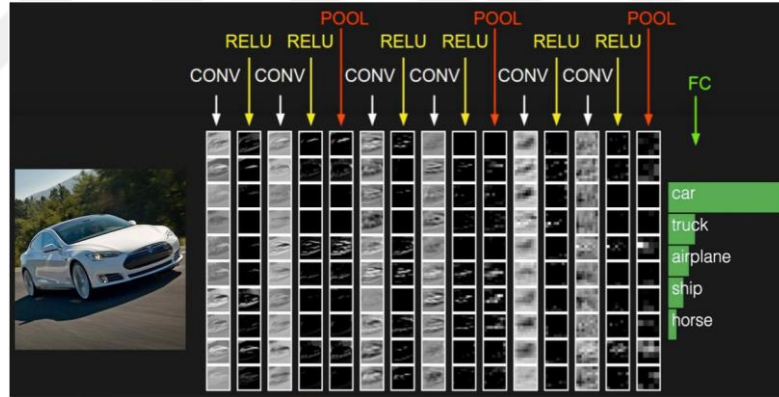 POOL POOL POOL
RELU RELU RELU RELU RELU RELU
CONV CONV CONV CONV CONV CONV
FC
car
truck
airplane
ship
horse